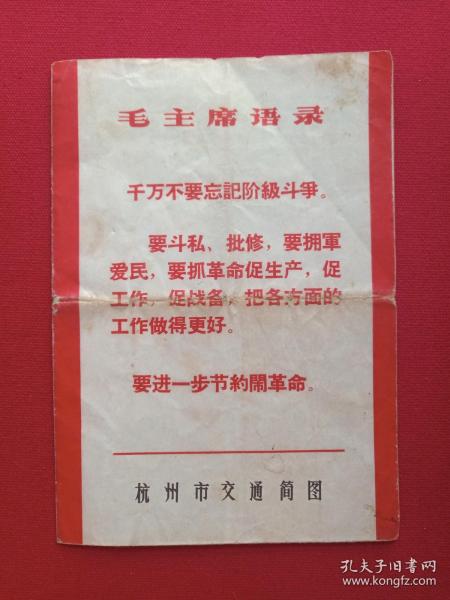 毛主席语录
千万不要忘記阶級斗爭。
要斗私、批修，要拥軍
爱民，要抓革命促生产，促
工作，促战备，把各方面的
工作做得更好。
要进一步节約鬧革命。
杭州市交通简图
孔夫子旧书网
www.kongfz.com